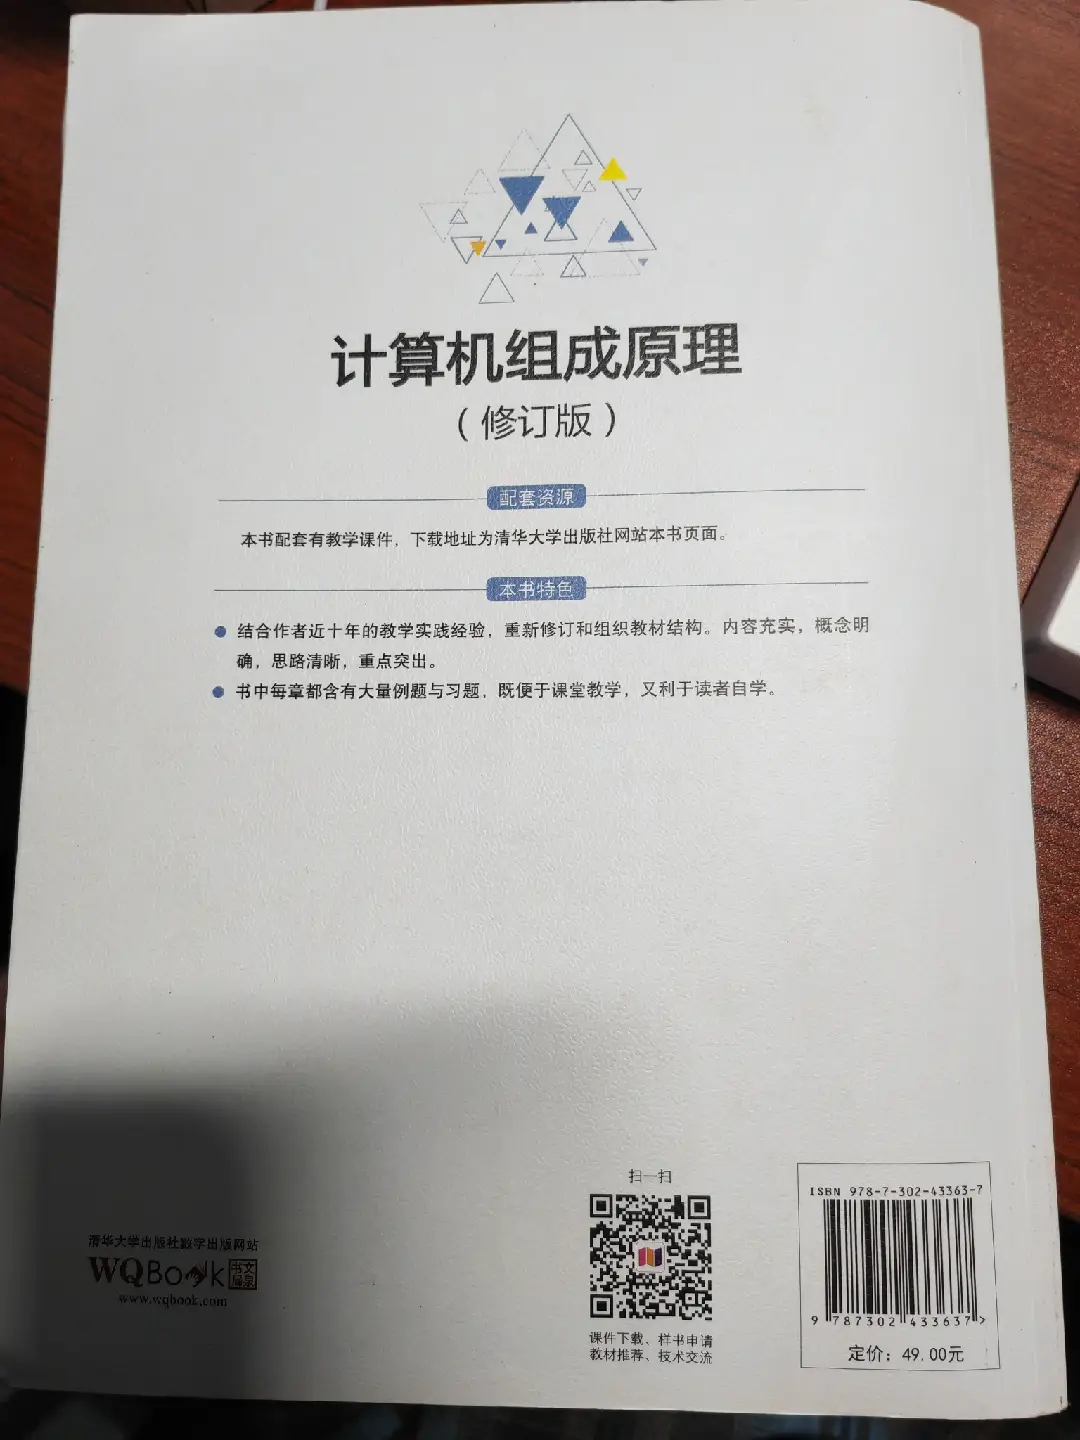 计算机组成原理
（修订版）
配套资源
本书配套有教学课件，下载地址为清华大学出版社网站本书页面。
本书特色
结合作者近十年的教学实践经验，重新修订和组织教材结构。内容充实，概念明
确，思路清晰，重点突出。
书中每章都含有大量例题与习题，既便于课堂教学，又利于读者自学。
清华大学出版社数字出版网站
WQBook 书文局泉
www.wqbook.com
扫一扫
课件下载、样书申请
教材推荐、技术交流
ISBN 978-7-302-43363-7
9 787302 433637 >
定价：49.00元